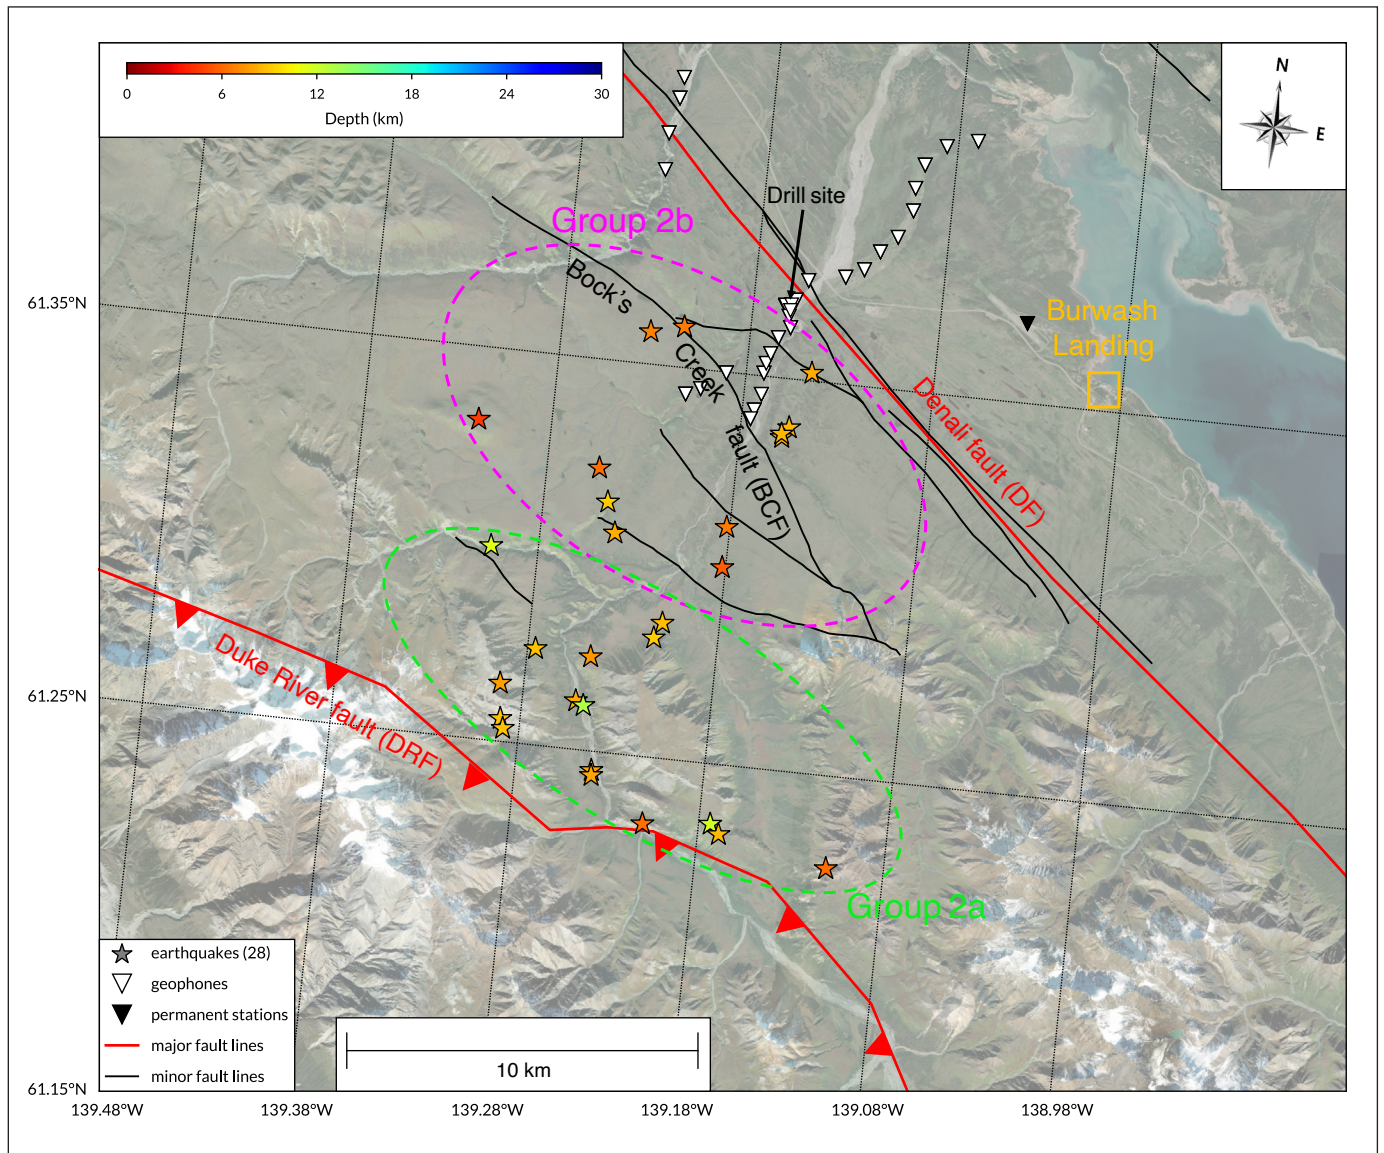 0 6 12 18 24 30
Depth (km)
N
E
Drill site
Group 2b
Bock's
Creek
fault (BCF)
Burwash
Landing
Denali fault (DF)
Duke River fault (DRF)
Group 2a
61.35°N
61.25°N
61.15°N
earthquakes (28)
geophones
permanent stations
major fault lines
minor fault lines
10 km
139.48°W 139.38°W 139.28°W 139.18°W 139.08°W 138.98°W